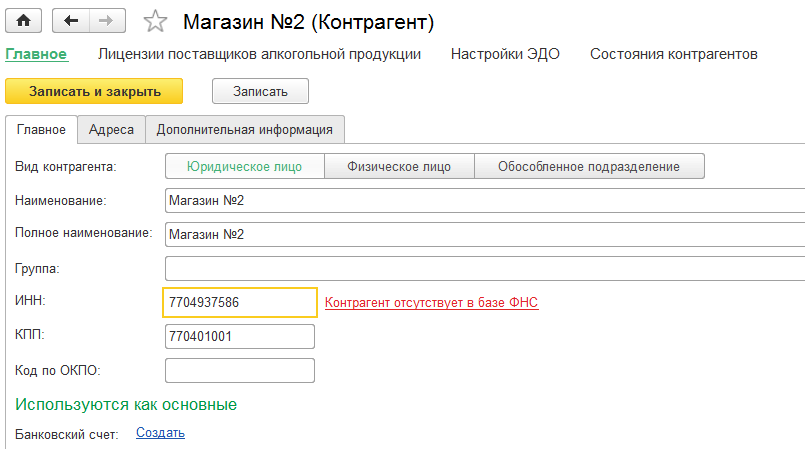 Магазин №2 (Контрагент)
Главное Лицензии поставщиков алкогольной продукции Настройки ЭДО Состояния контрагентов
Записать и закрыть Записать
Главное Адреса Дополнительная информация
Вид контрагента: Юридическое лицо Физическое лицо Обособленное подразделение
Наименование: Магазин №2
Полное наименование: Магазин №2
Группа:
ИНН: 7704937586 Контрагент отсутствует в базе ФНС
КПП: 770401001
Код по ОКПО:
Используются как основные
Банковский счет: Создать